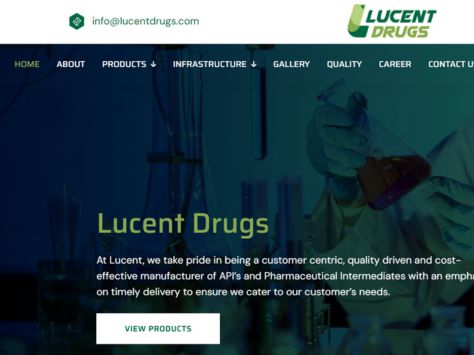 info@lucentdrugs.com
LUCENT
DRUGS
HOME ABOUT PRODUCTS ↓ INFRASTRUCTURE ↓ GALLERY QUALITY CAREER CONTACT U
Lucent Drugs
At Lucent, we take pride in being a customer centric, quality driven and cost-
effective manufacturer of API's and Pharmaceutical Intermediates with an empha
on timely delivery to ensure we cater to our customer's needs.
VIEW PRODUCTS